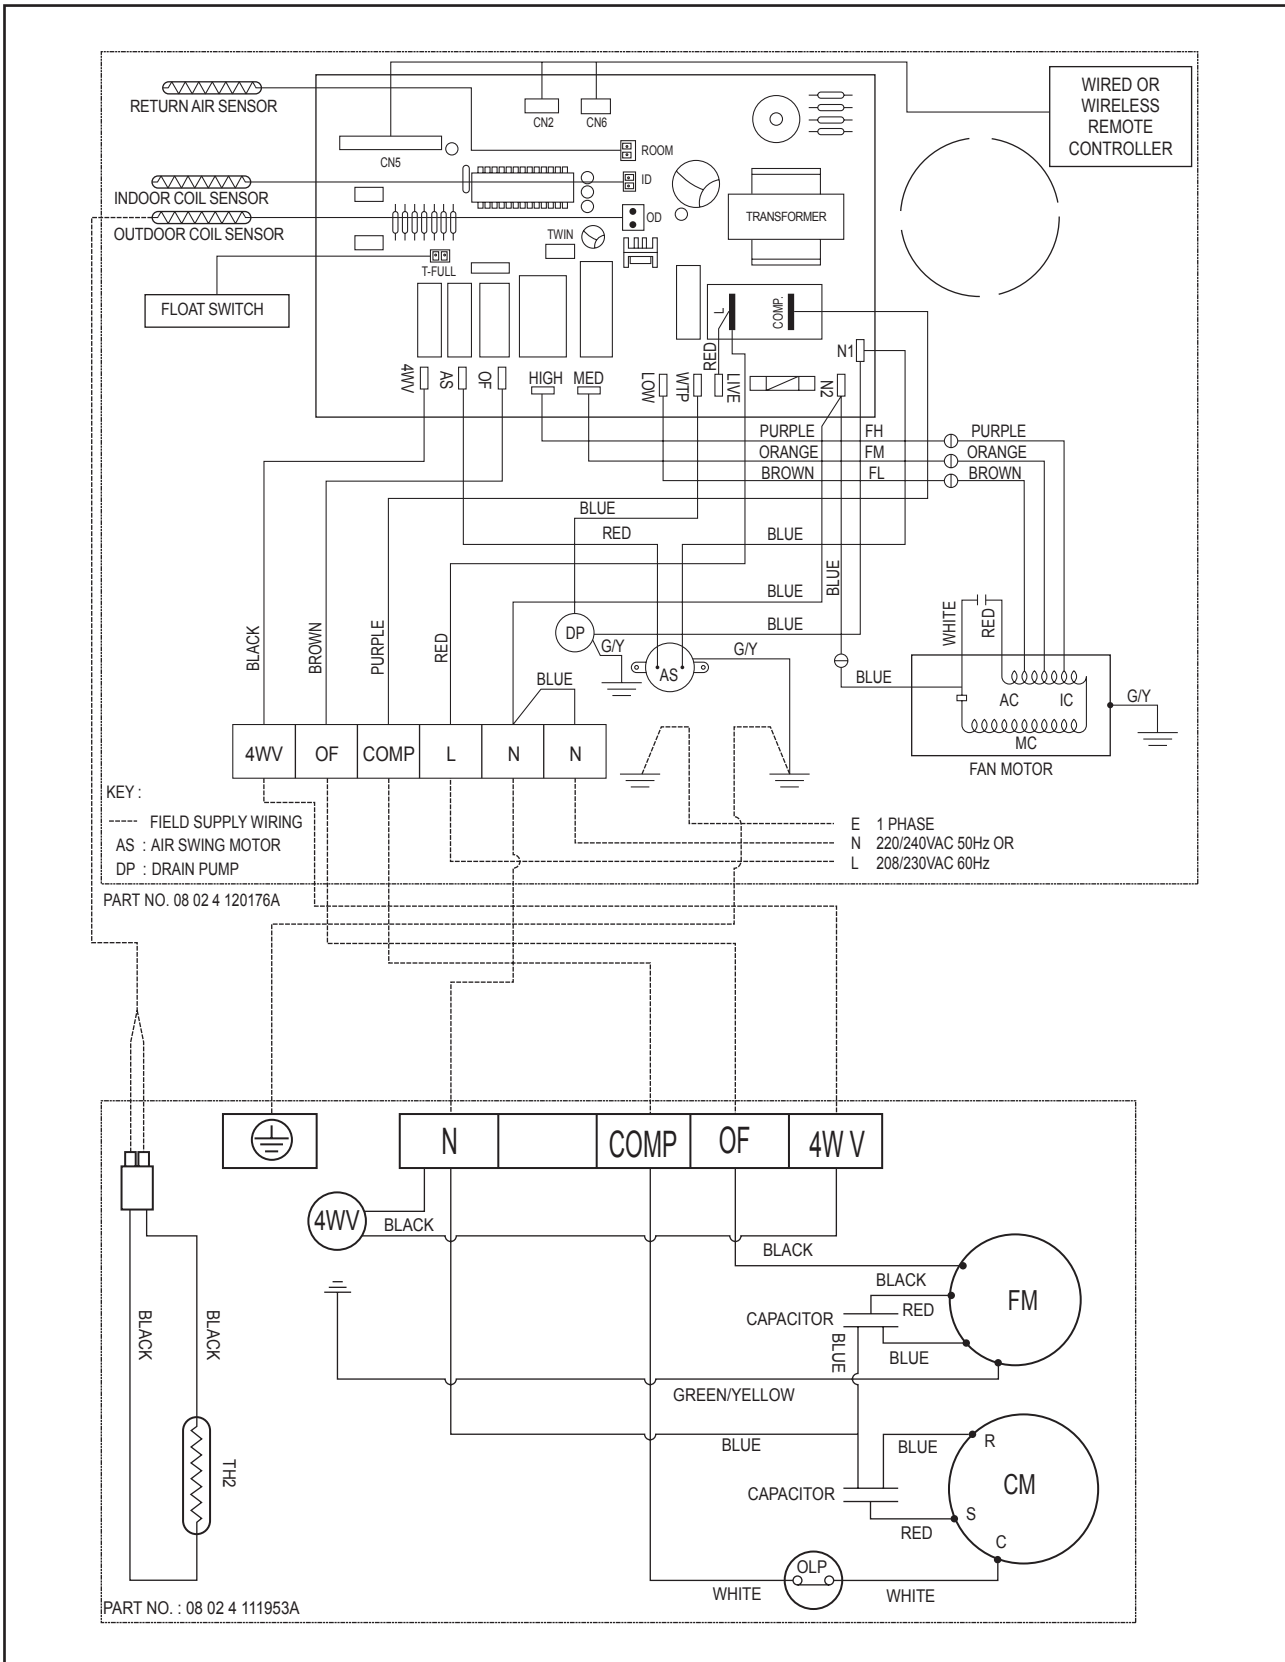 RETURN AIR SENSOR
WIRED OR
WIRELESS
REMOTE
CONTROLLER
CN2
CN6
CN5
ROOM
INDOOR COIL SENSOR
ID
OUTDOOR COIL SENSOR
OD
TWIN
TRANSFORMER
T-FULL
FLOAT SWITCH
L
COMP.
N1
4WV
AS
OF
HIGH
MED
LOW
WTP
RED
LIVE
N2
PURPLE
FH
PURPLE
ORANGE
FM
ORANGE
BROWN
FL
BROWN
BLUE
RED
BLUE
BLUE
BLUE
BLUE
DP
G/Y
AS
G/Y
BLACK
BROWN
PURPLE
RED
BLUE
WHITE
RED
BLUE
AC
IC
MC
G/Y
FAN MOTOR
4WV
OF
COMP
L
N
N
KEY :
FIELD SUPPLY WIRING
AS : AIR SWING MOTOR
DP : DRAIN PUMP
E 1 PHASE
N 220/240VAC 50Hz OR
L 208/230VAC 60Hz
PART NO. 08 02 4 120176A
N
COMP
OF
4W V
4WV
BLACK
BLACK
BLACK
BLACK
CAPACITOR
RED
BLUE
BLUE
FM
BLACK
BLACK
GREEN/YELLOW
BLUE
BLUE
R
CM
CAPACITOR
S
RED
C
TH2
OLP
WHITE
WHITE
PART NO. : 08 02 4 111953A